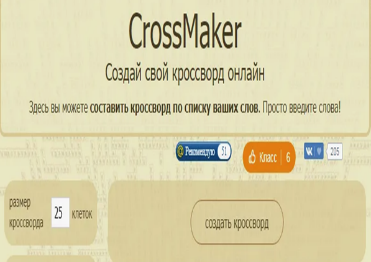 CrossMaker
Создай свой кроссворд онлайн
Здесь вы можете составить кроссворд по списку ваших слов. Просто введите слова!
@ Рекомендую 51
Класс 6
205
размер кроссворда 25 клеток
создать кроссворд